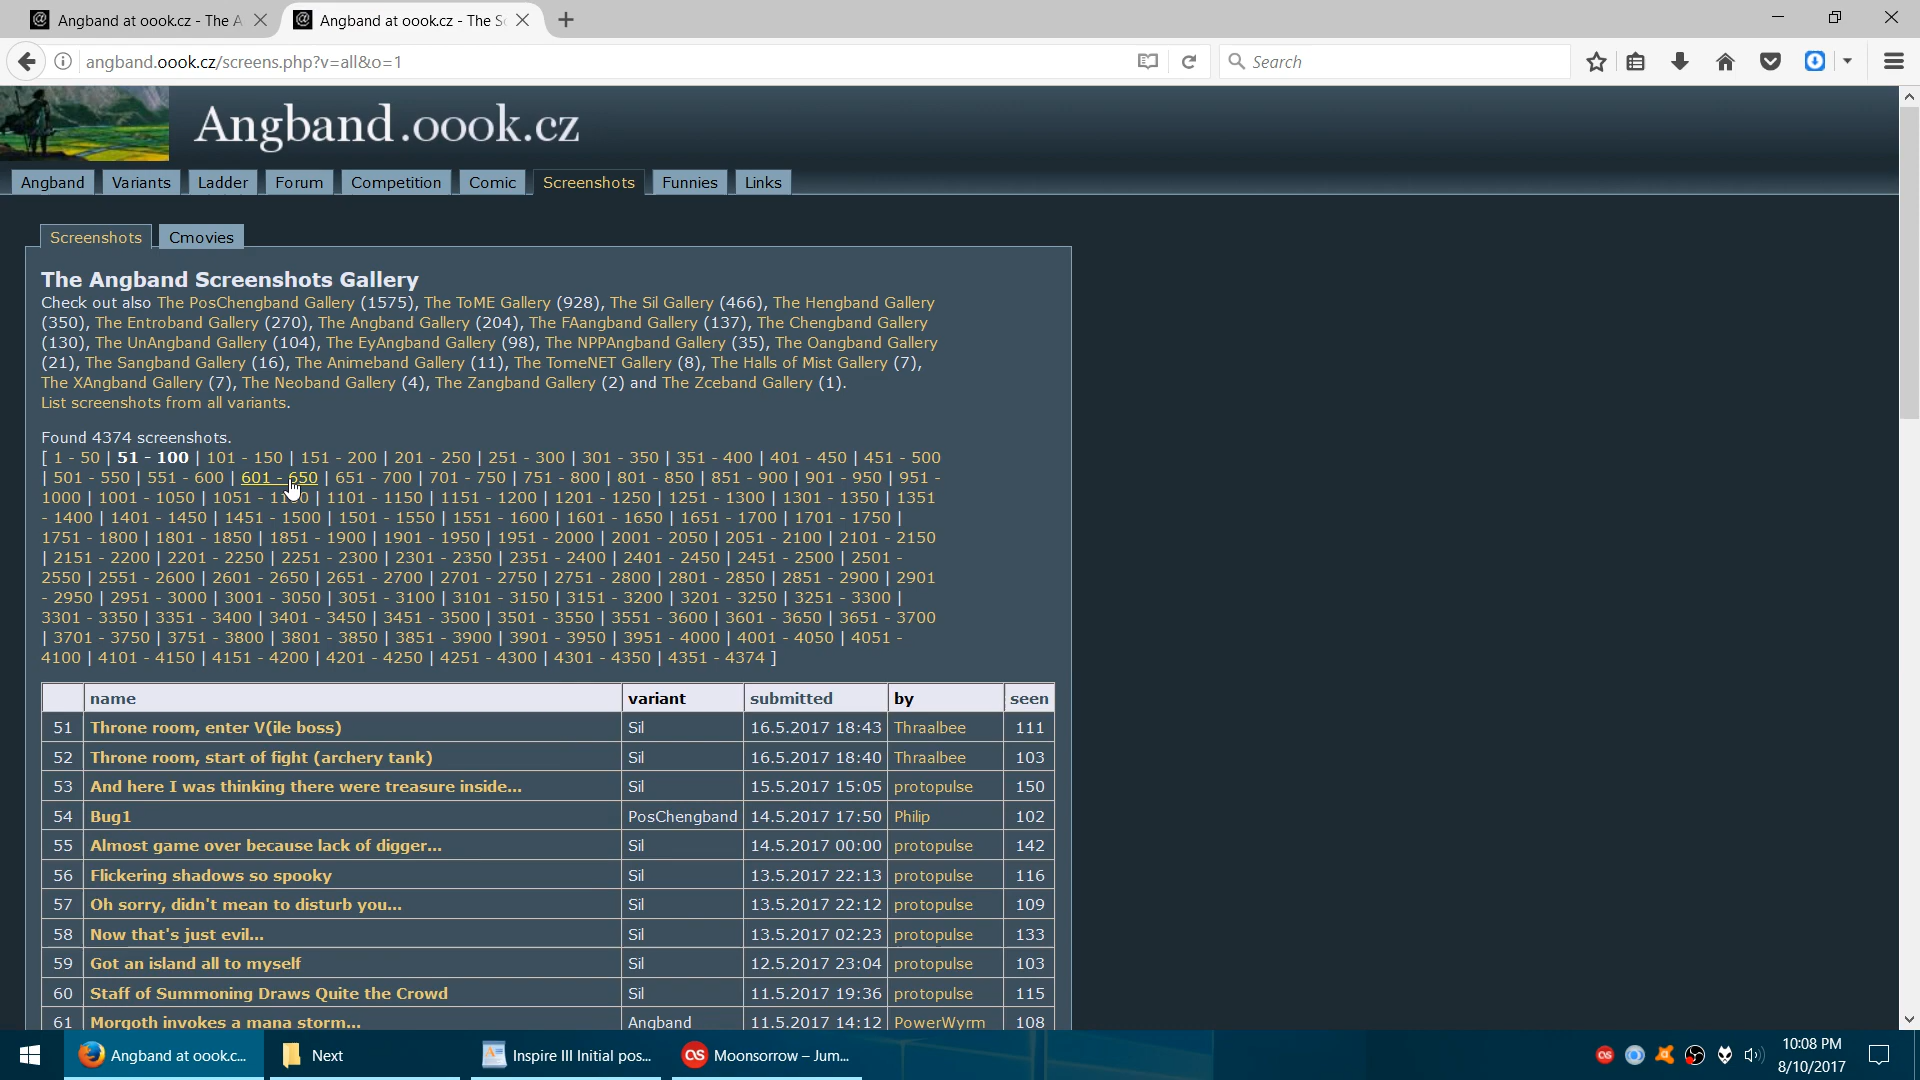 Angband at oook.cz - The A
Angband at oook.cz - The Sc
angband.oook.cz/screens.php?v=all&o=1
Search
Angband.oook.cz
Angband Variants Ladder Forum Competition Comic Screenshots Funnies Links
Screenshots Cmovies
The Angband Screenshots Gallery
Check out also The PosChengband Gallery (1575), The ToME Gallery (928), The Sil Gallery (466), The Hengband Gallery
(350), The Entroband Gallery (270), The Angband Gallery (204), The FAangband Gallery (137), The Chengband Gallery
(130), The UnAngband Gallery (104), The EyAngband Gallery (98), The NPPAngband Gallery (35), The Oangband Gallery
(21), The Sangband Gallery (16), The Animeband Gallery (11), The TomeNET Gallery (8), The Halls of Mist Gallery (7),
The XAngband Gallery (7), The Neoband Gallery (4), The Zangband Gallery (2) and The Zceband Gallery (1).
List screenshots from all variants.
Found 4374 screenshots.
[ 1 - 50 | 51 - 100 | 101 - 150 | 151 - 200 | 201 - 250 | 251 - 300 | 301 - 350 | 351 - 400 | 401 - 450 | 451 - 500
| 501 - 550 | 551 - 600 | 601 - 650 | 651 - 700 | 701 - 750 | 751 - 800 | 801 - 850 | 851 - 900 | 901 - 950 | 951 -
1000 | 1001 - 1050 | 1051 - 1100 | 1101 - 1150 | 1151 - 1200 | 1201 - 1250 | 1251 - 1300 | 1301 - 1350 | 1351
- 1400 | 1401 - 1450 | 1451 - 1500 | 1501 - 1550 | 1551 - 1600 | 1601 - 1650 | 1651 - 1700 | 1701 - 1750 |
1751 - 1800 | 1801 - 1850 | 1851 - 1900 | 1901 - 1950 | 1951 - 2000 | 2001 - 2050 | 2051 - 2100 | 2101 - 2150
| 2151 - 2200 | 2201 - 2250 | 2251 - 2300 | 2301 - 2350 | 2351 - 2400 | 2401 - 2450 | 2451 - 2500 | 2501 -
2550 | 2551 - 2600 | 2601 - 2650 | 2651 - 2700 | 2701 - 2750 | 2751 - 2800 | 2801 - 2850 | 2851 - 2900 | 2901
- 2950 | 2951 - 3000 | 3001 - 3050 | 3051 - 3100 | 3101 - 3150 | 3151 - 3200 | 3201 - 3250 | 3251 - 3300 |
3301 - 3350 | 3351 - 3400 | 3401 - 3450 | 3451 - 3500 | 3501 - 3550 | 3551 - 3600 | 3601 - 3650 | 3651 - 3700
| 3701 - 3750 | 3751 - 3800 | 3801 - 3850 | 3851 - 3900 | 3901 - 3950 | 3951 - 4000 | 4001 - 4050 | 4051 -
4100 | 4101 - 4150 | 4151 - 4200 | 4201 - 4250 | 4251 - 4300 | 4301 - 4350 | 4351 - 4374 ]
name variant submitted by seen
51 Throne room, enter V(ile boss) Sil 16.5.2017 18:43 Thraalbee 111
52 Throne room, start of fight (archery tank) Sil 16.5.2017 18:40 Thraalbee 103
53 And here I was thinking there were treasure inside... Sil 15.5.2017 15:05 protopulse 150
54 Bug1 PosChengband 14.5.2017 17:50 Philip 102
55 Almost game over because lack of digger... Sil 14.5.2017 00:00 protopulse 142
56 Flickering shadows so spooky Sil 13.5.2017 22:13 protopulse 116
57 Oh sorry, didn't mean to disturb you... Sil 13.5.2017 22:12 protopulse 109
58 Now that's just evil... Sil 13.5.2017 02:23 protopulse 133
59 Got an island all to myself Sil 12.5.2017 23:04 protopulse 103
60 Staff of Summoning Draws Quite the Crowd Sil 11.5.2017 19:36 protopulse 115
61 Morgoth invokes a mana storm... Angband 11.5.2017 14:12 PowerWyrm 108
Angband at oook.c... Next Inspire III Initial pos... Moonsorrow – Jum...
10:08 PM
8/10/2017